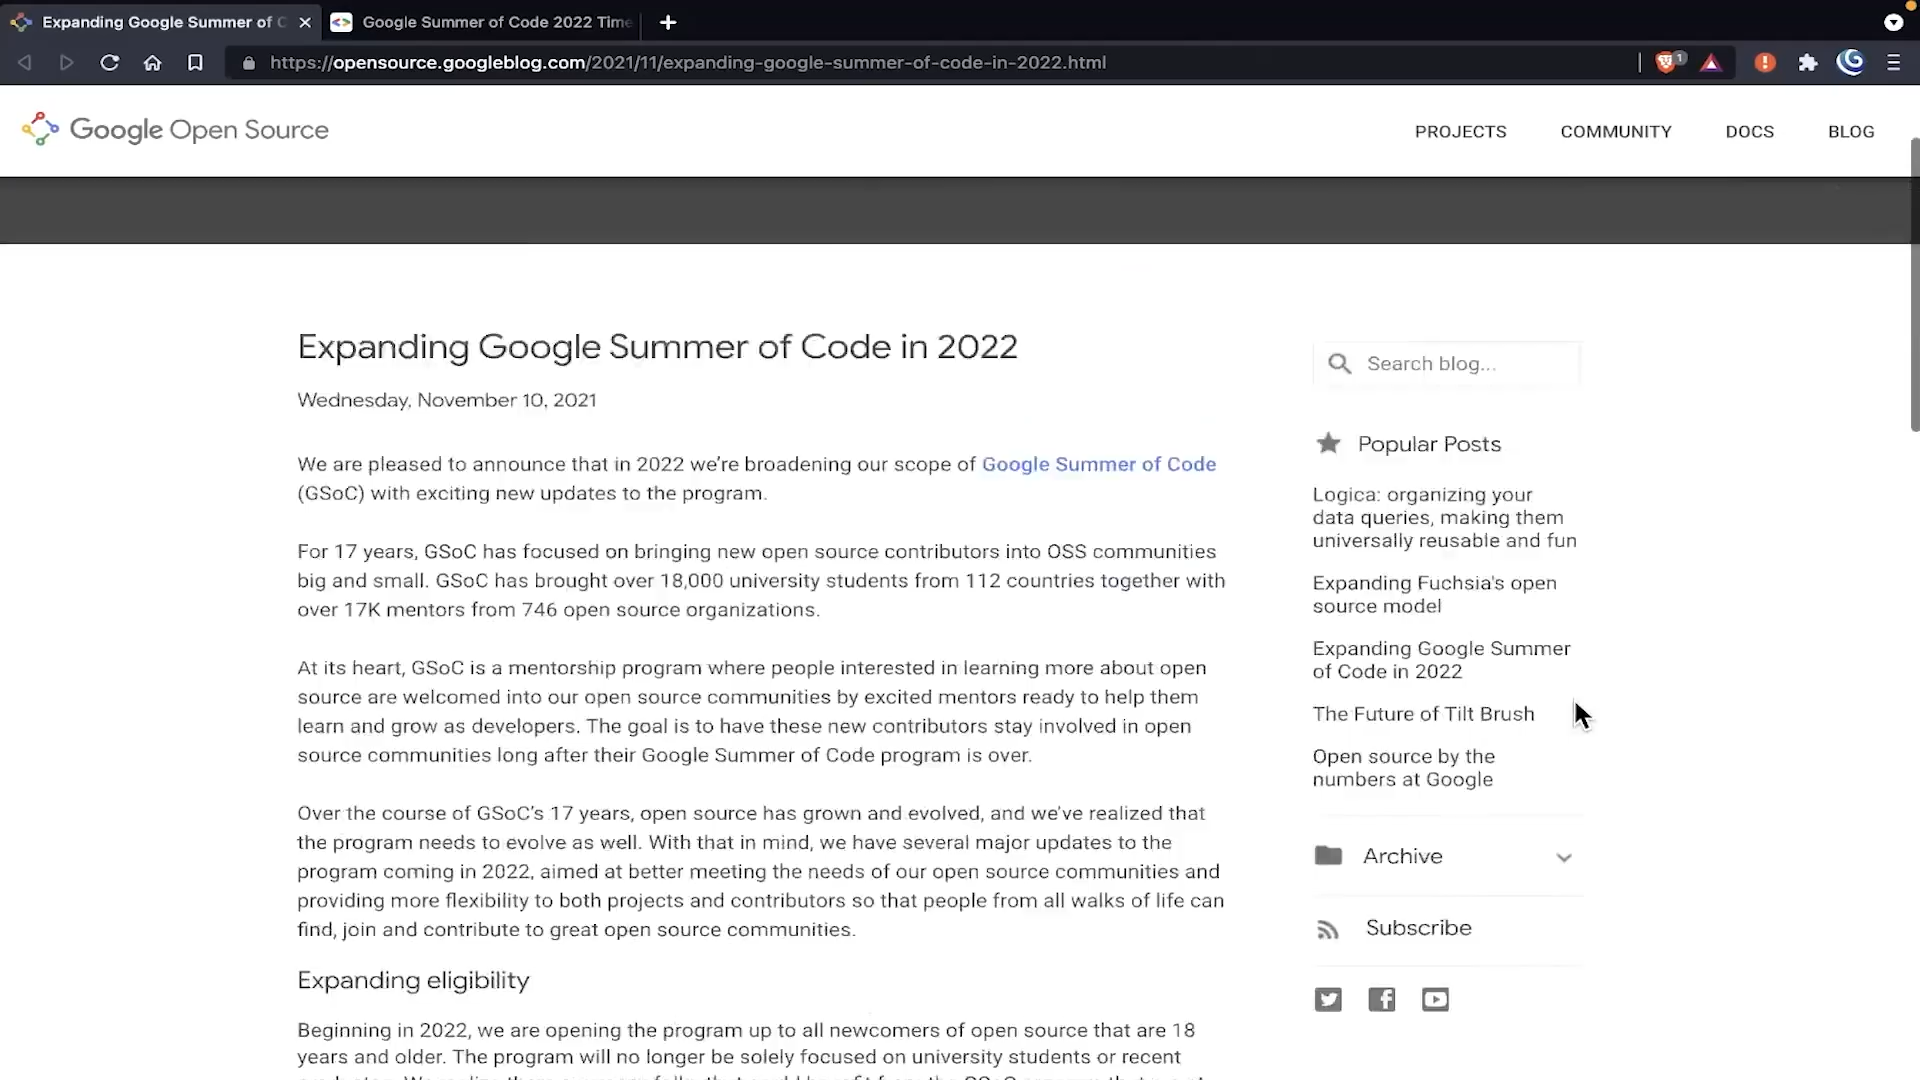 Expanding Google Summer of C
Google Summer of Code 2022 Time
https://opensource.googleblog.com/2021/11/expanding-google-summer-of-code-in-2022.html
1
Google Open Source
PROJECTS
COMMUNITY
DOCS
BLOG
Expanding Google Summer of Code in 2022
Wednesday, November 10, 2021
We are pleased to announce that in 2022 we’re broadening our scope of Google Summer of Code
(GSoC) with exciting new updates to the program.
For 17 years, GSoC has focused on bringing new open source contributors into OSS communities
big and small. GSoC has brought over 18,000 university students from 112 countries together with
over 17K mentors from 746 open source organizations.
At its heart, GSoC is a mentorship program where people interested in learning more about open
source are welcomed into our open source communities by excited mentors ready to help them
learn and grow as developers. The goal is to have these new contributors stay involved in open
source communities long after their Google Summer of Code program is over.
Over the course of GSoC’s 17 years, open source has grown and evolved, and we’ve realized that
the program needs to evolve as well. With that in mind, we have several major updates to the
program coming in 2022, aimed at better meeting the needs of our open source communities and
providing more flexibility to both projects and contributors so that people from all walks of life can
find, join and contribute to great open source communities.
Expanding eligibility
Beginning in 2022, we are opening the program up to all newcomers of open source that are 18
years and older. The program will no longer be solely focused on university students or recent
Search blog...
Popular Posts
Logica: organizing your
data queries, making them
universally reusable and fun
Expanding Fuchsia's open
source model
Expanding Google Summer
of Code in 2022
The Future of Tilt Brush
Open source by the
numbers at Google
Archive
Subscribe